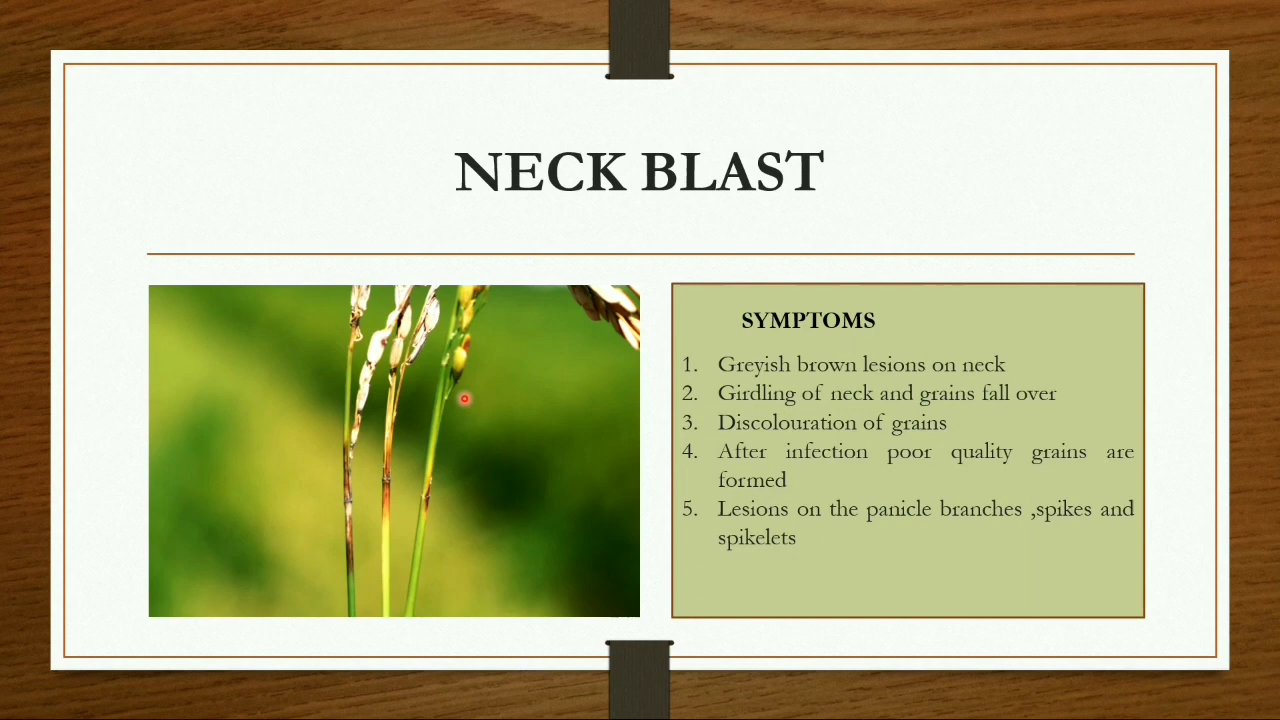 NECK BLAST
SYMPTOMS
1. Greyish brown lesions on neck
2. Girdling of neck and grains fall over
3. Discolouration of grains
4. After infection poor quality grains are
formed
5. Lesions on the panicle branches ,spikes and
spikelets